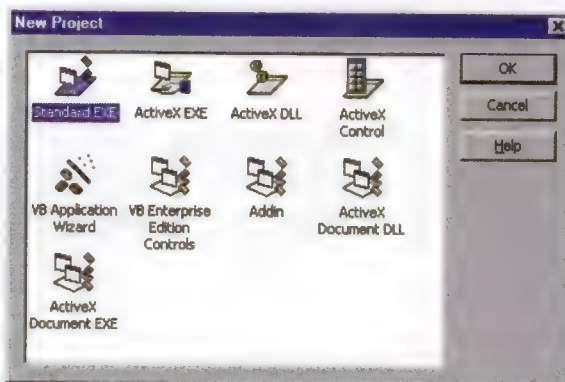 New Project
Standard EXE
ActiveX EXE
ActiveX DLL
ActiveX
Control
VB Application
Wizard
VB Enterprise
Edition
Controls
Addin
ActiveX
Document DLL
ActiveX
Document EXE
OK
Cancel
Help